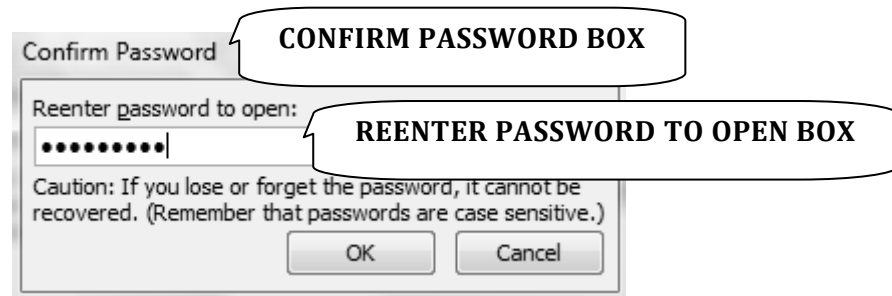 CONFIRM PASSWORD BOX
Confirm Password
Reenter password to open:
REENTER PASSWORD TO OPEN BOX
•••••••••
Caution: If you lose or forget the password, it cannot be
recovered. (Remember that passwords are case sensitive.)
OK Cancel